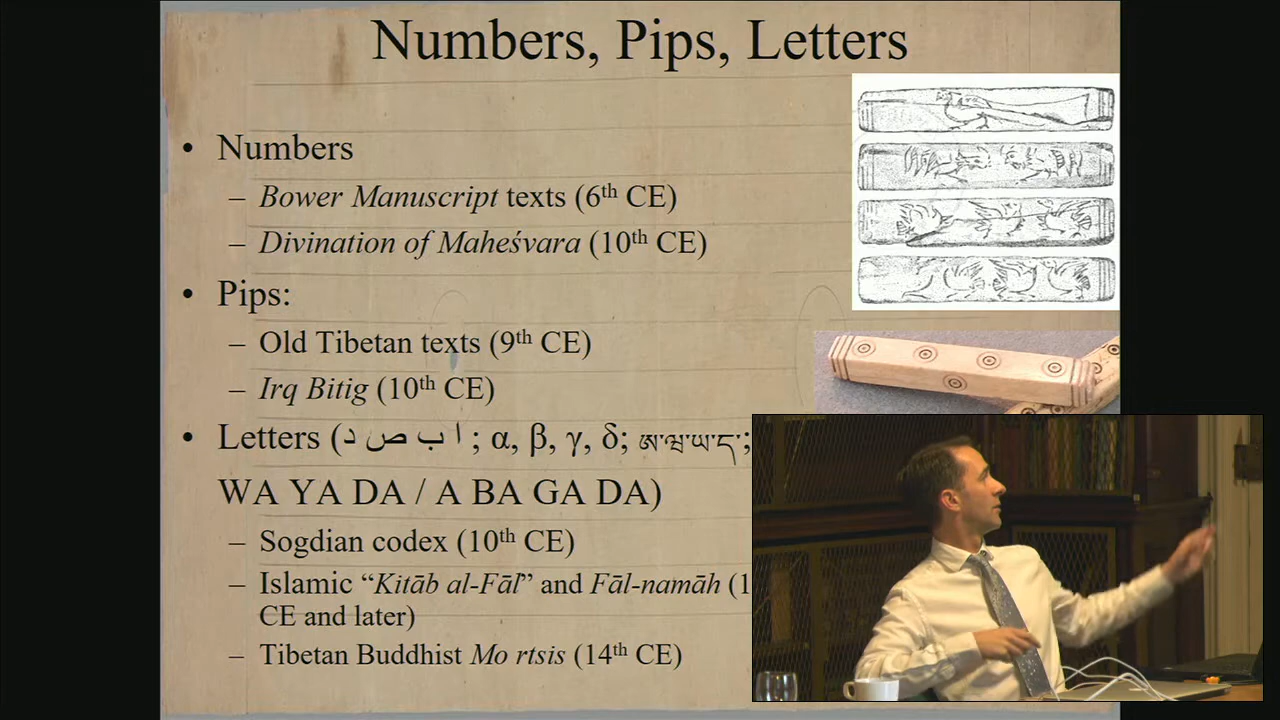 Numbers, Pips, Letters
• Numbers
– Bower Manuscript texts (6th CE)
– Divination of Maheśvara (10th CE)
• Pips:
– Old Tibetan texts (9th CE)
– Irq Bitig (10th CE)
• Letters (ا ب ص د ; α, β, γ, δ; ཨ་ཝ་ཡ་ད་;
WA YA DA / A BA GA DA)
– Sogdian codex (10th CE)
– Islamic “Kitāb al-Fāl” and Fāl-namāh (1
CE and later)
– Tibetan Buddhist Mo rtsis (14th CE)